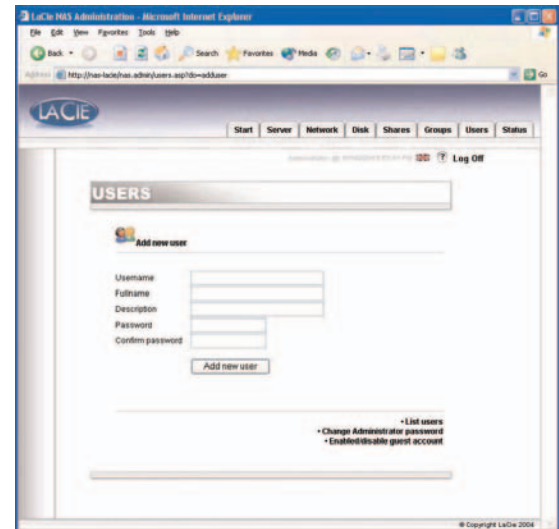 LaCie NAS Administration - Microsoft Internet Explorer
File Edit View Favorites Tools Help
Back Search Favorites Media
Address http://nas-lacie/nas.admin/users.asp?do=adduser Go
LACIE
Start Server Network Disk Shares Groups Users Status
? Log Off
USERS
Add new user
Username
Fullname
Description
Password
Confirm password
Add new user
• List users
• Change Administrator password
• Enabled/disable guest account
© Copyright LaCie 2004